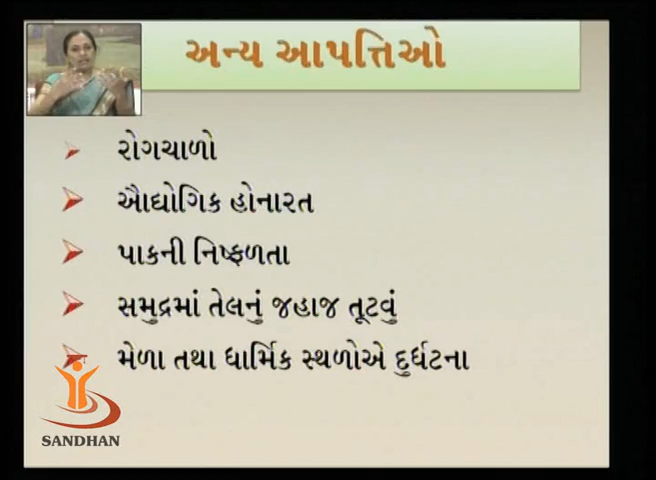 અન્ય આપત્તિઓ
રોગચાળો
ઔદ્યોગિક હોનારત
પાકની નિષ્ફળતા
સમુદ્રમાં તેલનું જહાજ તૂટવું
મેળા તથા ધાર્મિક સ્થળોએ દુર્ઘટના
SANDHAN